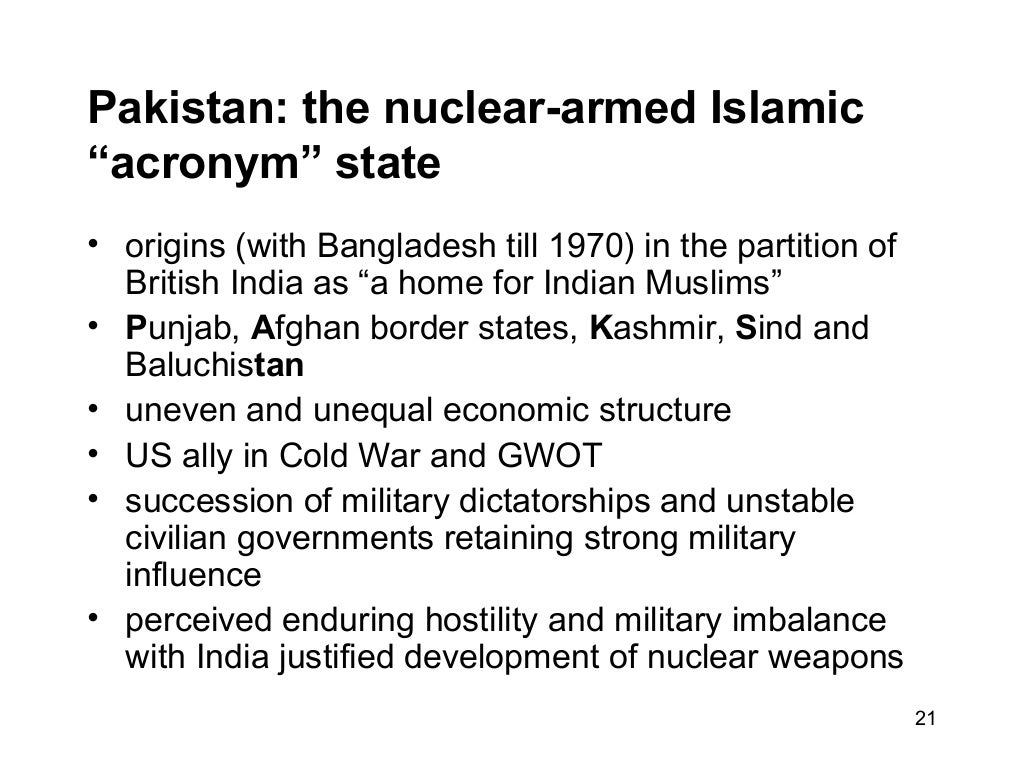 Pakistan: the nuclear-armed Islamic
“acronym” state
• origins (with Bangladesh till 1970) in the partition of
British India as “a home for Indian Muslims”
• Punjab, Afghan border states, Kashmir, Sind and
Baluchistan
• uneven and unequal economic structure
• US ally in Cold War and GWOT
• succession of military dictatorships and unstable
civilian governments retaining strong military
influence
• perceived enduring hostility and military imbalance
with India justified development of nuclear weapons
21